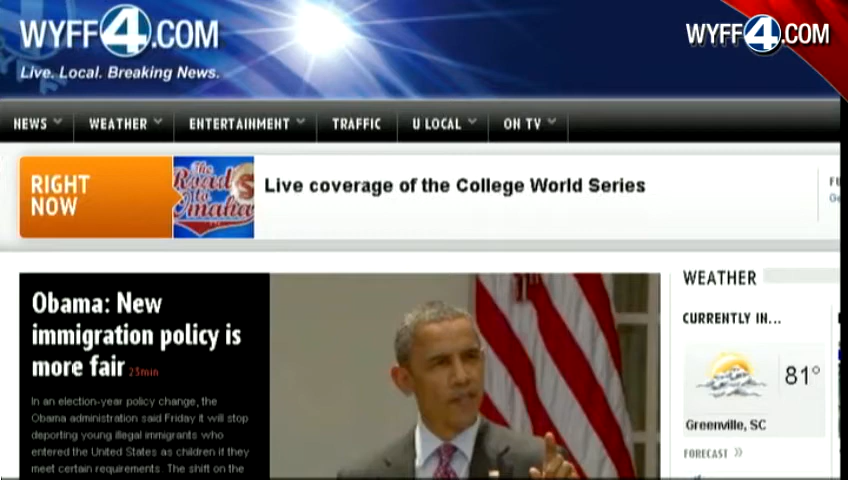 WYFF4.COM
WYFF4.COM
Live. Local. Breaking News.
NEWS WEATHER ENTERTAINMENT TRAFFIC U LOCAL ON TV
RIGHT
NOW
The
Road
to
Omaha
Live coverage of the College World Series
Obama: New
immigration policy is
more fair 23min
In an election-year policy change, the
Obama administration said Friday it will stop
deporting young illegal immigrants who
entered the United States as children if they
meet certain requirements. The shift on the
WEATHER
CURRENTLY IN...
81°
Greenville, SC
FORECAST »